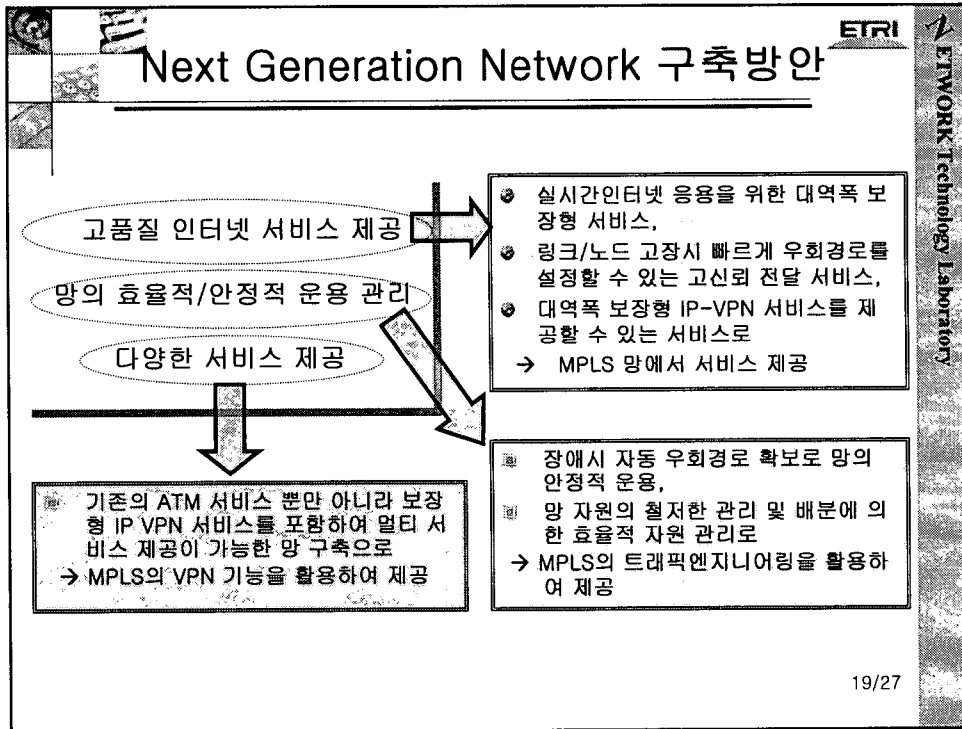 ETRI
Next Generation Network 구축방안
NETWORK Technology Laboratory
고품질 인터넷 서비스 제공
망의 효율적/안정적 운용 관리
다양한 서비스 제공
실시간인터넷 응용을 위한 대역폭 보
장형 서비스,
링크/노드 고장시 빠르게 우회경로를
설정할 수 있는 고신뢰 전달 서비스,
대역폭 보장형 IP-VPN 서비스를 제
공할 수 있는 서비스로
→ MPLS 망에서 서비스 제공
장애시 자동 우회경로 확보로 망의
안정적 운용,
망 자원의 철저한 관리 및 배분에 의
한 효율적 자원 관리로
→ MPLS의 트래픽엔지니어링을 활용하
여 제공
기존의 ATM 서비스 뿐만 아니라 보장
형 IP VPN 서비스를 포함하여 멀티 서
비스 제공이 가능한 망 구축으로
→ MPLS의 VPN 기능을 활용하여 제공
19/27